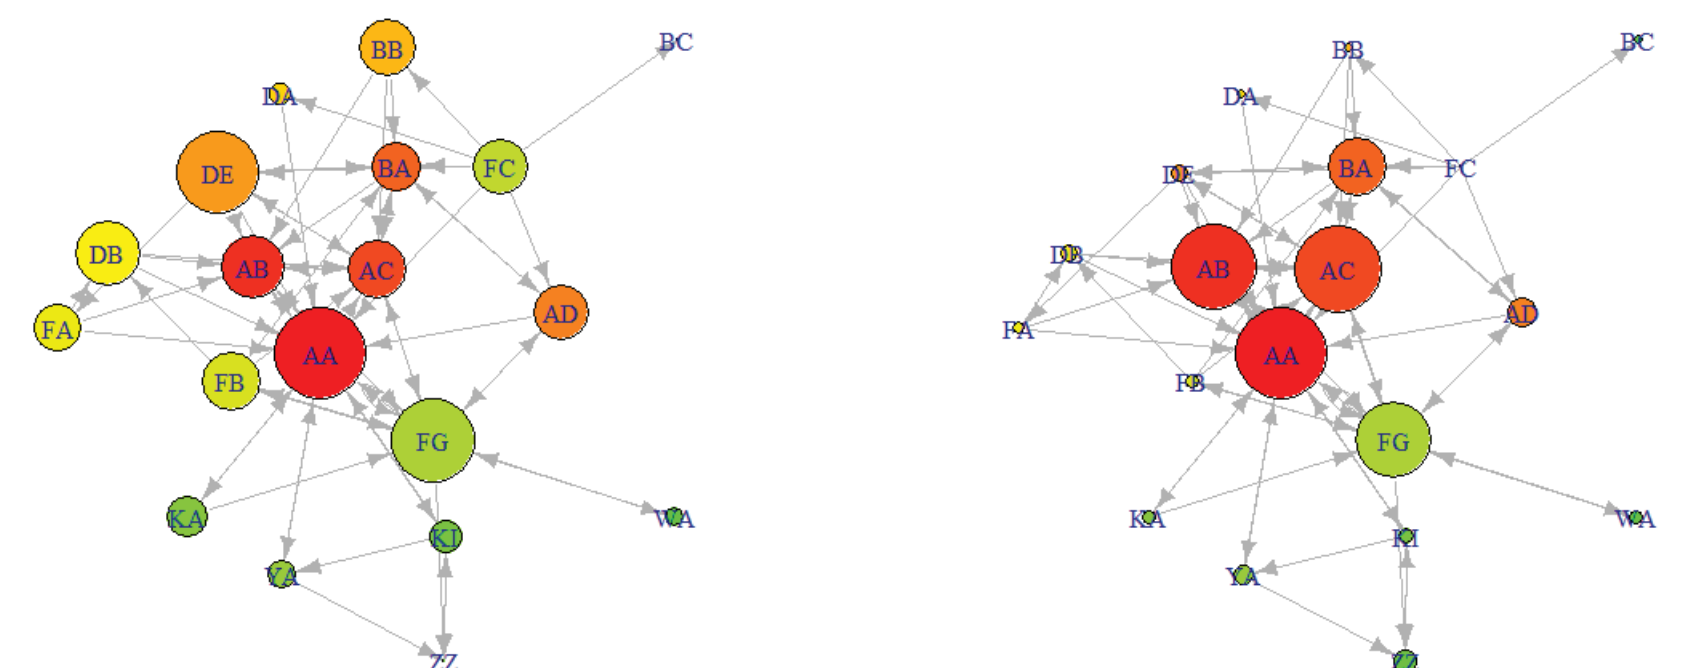 BB
BC
DA
DE
BA
FC
DB
AB
AC
FA
AD
AA
FB
FG
KA
WA
KI
YA
ZZ
BB
BC
DA
DE
BA
FC
DB
AB
AC
FA
AD
AA
FB
FG
KA
WA
KI
YA
ZZ